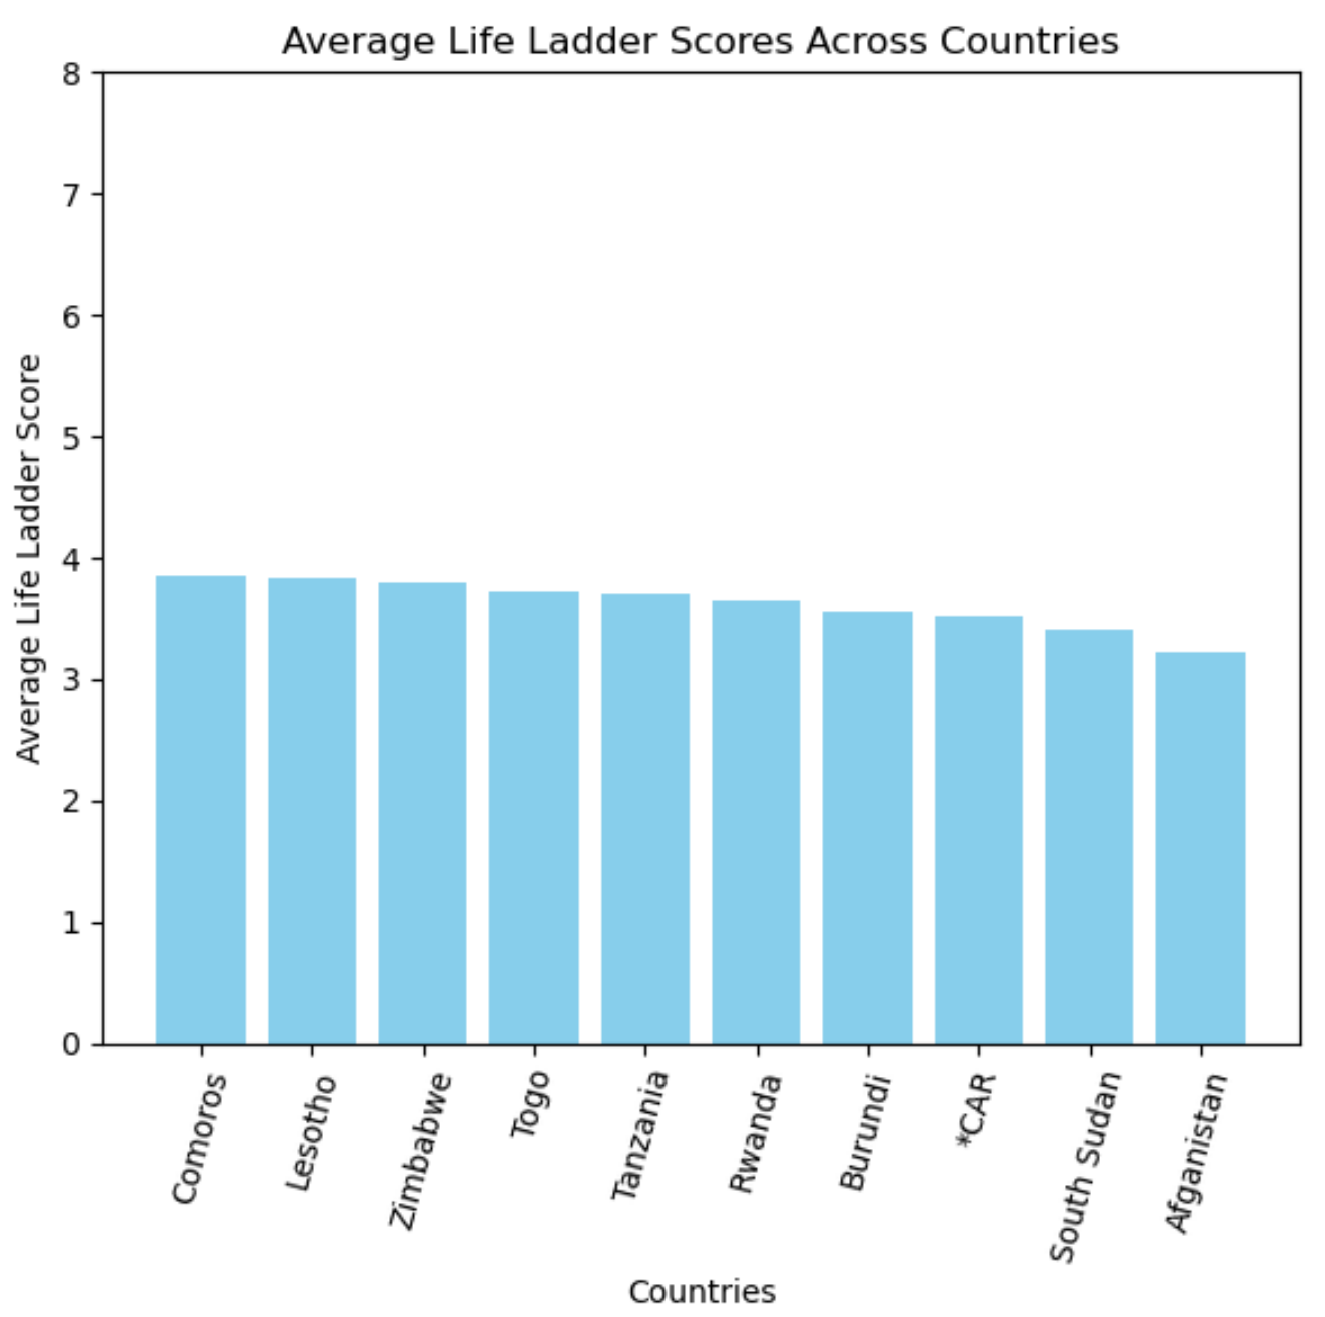 Average Life Ladder Scores Across Countries
8
7
6
5
4
3
2
1
0
Average Life Ladder Score
Comoros
Lesotho
Zimbabwe
Togo
Tanzania
Rwanda
Burundi
*CAR
South Sudan
Afganistan
Countries